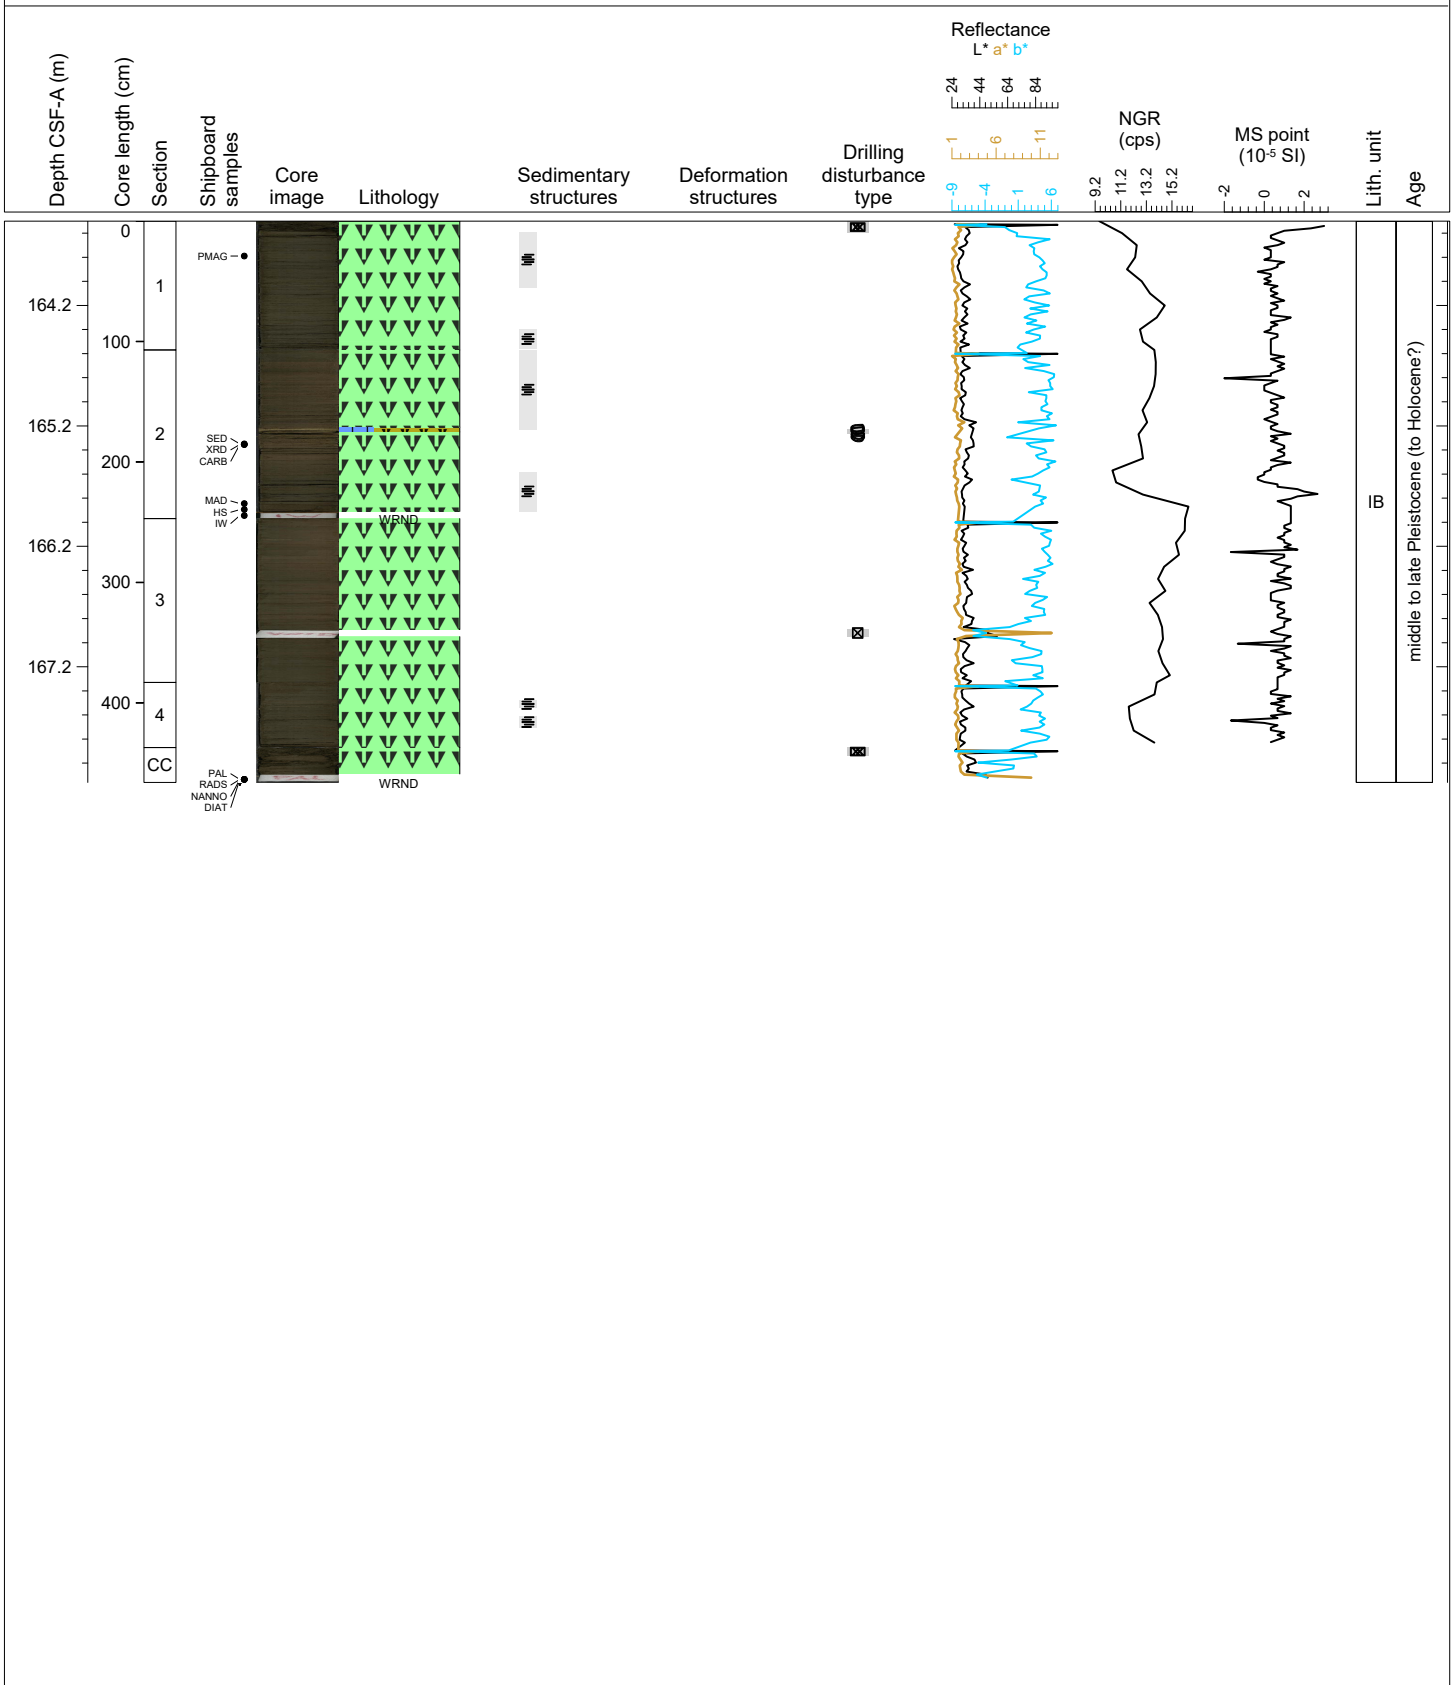 Depth CSF-A (m)
Core length (cm)
Section
Shipboard
samples
Core
image
Lithology
Sedimentary
structures
Deformation
structures
Drilling
disturbance
type
Reflectance
L* a* b*
24 44 64 84
1 6 11
-9 -4 1 6
NGR
(cps)
9.2 11.2 13.2 15.2
MS point
(10-5 SI)
-2 0 2
Lith. unit
Age
164.2
165.2
166.2
167.2
0
100
200
300
400
1
2
3
4
CC
PMAG
SED
XRD
CARB
MAD
HS
IW
PAL
RADS
NANNO
DIAT
WRND
WRND
IB
middle to late Pleistocene (to Holocene?)